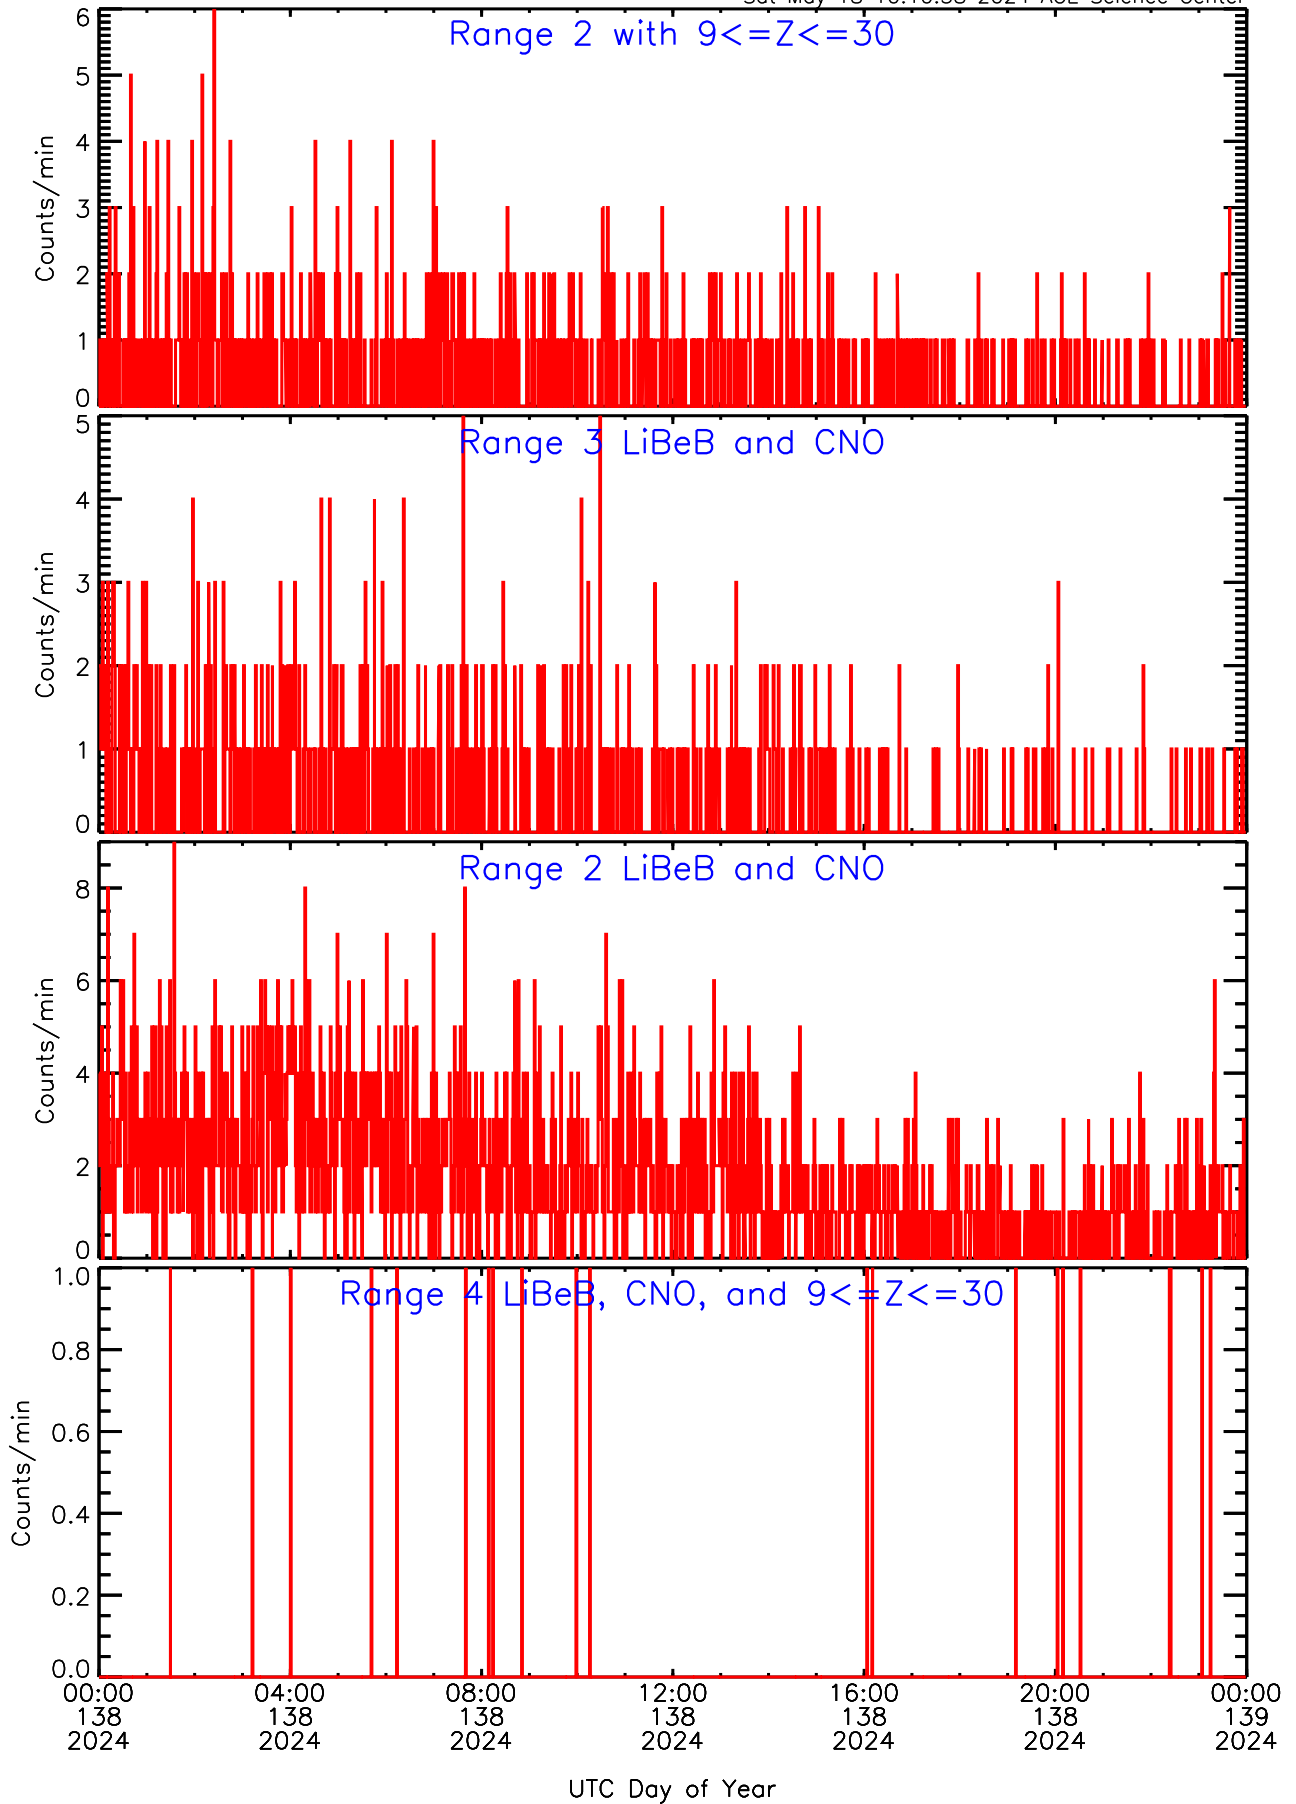 Range 2 with 9<=Z<=30
6
5
4
3
2
1
0
Counts/min
Range 3 LiBeB and CNO
5
4
3
2
1
0
Counts/min
Range 2 LiBeB and CNO
8
6
4
2
0
Counts/min
Range 4 LiBeB, CNO, and 9<=Z<=30
1.0
0.8
0.6
0.4
0.2
0.0
Counts/min
00:00 04:00 08:00 12:00 16:00 20:00 00:00
138 138 138 138 138 138 139
2024 2024 2024 2024 2024 2024 2024
UTC Day of Year